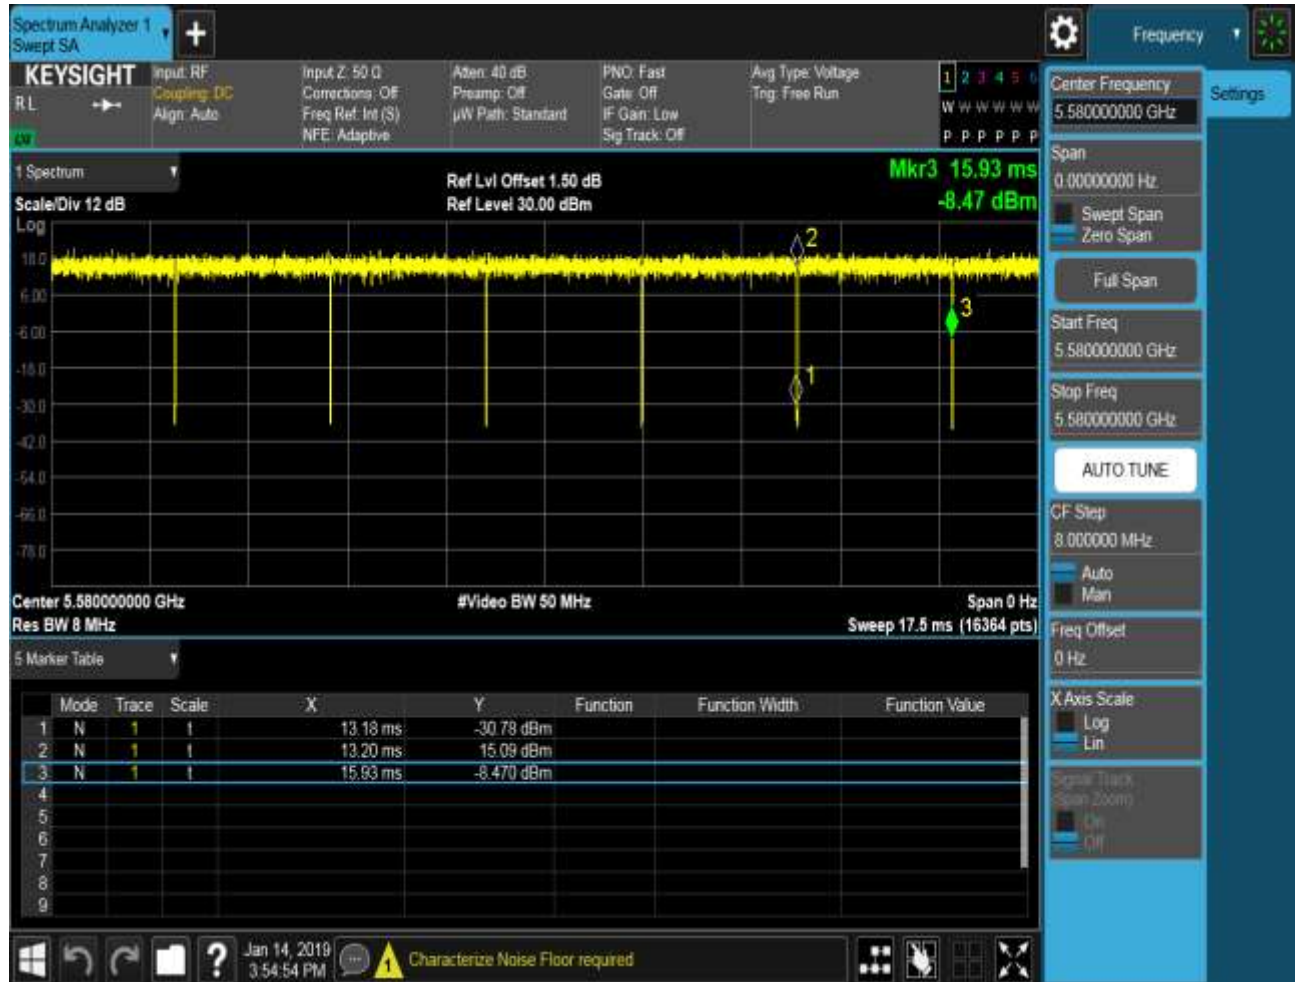 Spectrum Analyzer 1
Swept SA
+
Frequency
KEYSIGHT
RL
Input: RF
Coupling: DC
Align: Auto
Input Z: 50 Ω
Corrections: Off
Freq Ref: Int (S)
NFE: Adaptive
Atten: 40 dB
Preamp: Off
µW Path: Standard
PNO: Fast
Gate: Off
IF Gain: Low
Sig Track: Off
Avg Type: Voltage
Trig: Free Run
1 2 3 4 5 6
W W W W W W
P P P P P P
1 Spectrum
Scale/Div 12 dB
Ref Lvl Offset 1.50 dB
Ref Level 30.00 dBm
Mkr3 15.93 ms
-8.47 dBm
Log
18.0
6.00
-6.00
-18.0
-30.0
-42.0
-54.0
-66.0
-78.0
2
3
1
Center 5.580000000 GHz
#Video BW 50 MHz
Span 0 Hz
Res BW 8 MHz
Sweep 17.5 ms (16364 pts)
5 Marker Table
Mode Trace Scale X Y Function Function Width Function Value
1 N 1 t 13.18 ms -30.78 dBm
2 N 1 t 13.20 ms 15.09 dBm
3 N 1 t 15.93 ms -8.470 dBm
4
5
6
7
8
9
Jan 14, 2019
3:54:54 PM
Characterize Noise Floor required
Center Frequency
5.580000000 GHz
Span
0.00000000 Hz
Swept Span
Zero Span
Full Span
Start Freq
5.580000000 GHz
Stop Freq
5.580000000 GHz
AUTO TUNE
CF Step
8.000000 MHz
Auto
Man
Freq Offset
0 Hz
X Axis Scale
Log
Lin
Signal Track
(Span Zoom)
On
Off
Settings